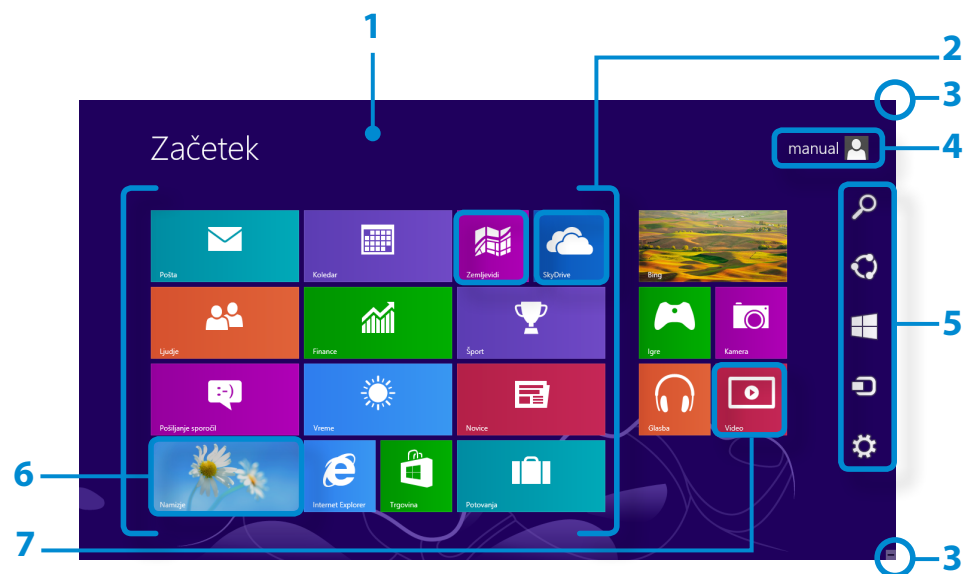 1
2
3
Začetek
manual
4
Pošta
Koledar
Zemljevidi
SkyDrive
Bing
Ljudje
Finance
Šport
Igre
Kamera
5
:-)
Pošiljanje sporočil
Vreme
Novice
Glasba
Video
6
Namizje
Internet Explorer
Trgovina
Potovanja
7
3